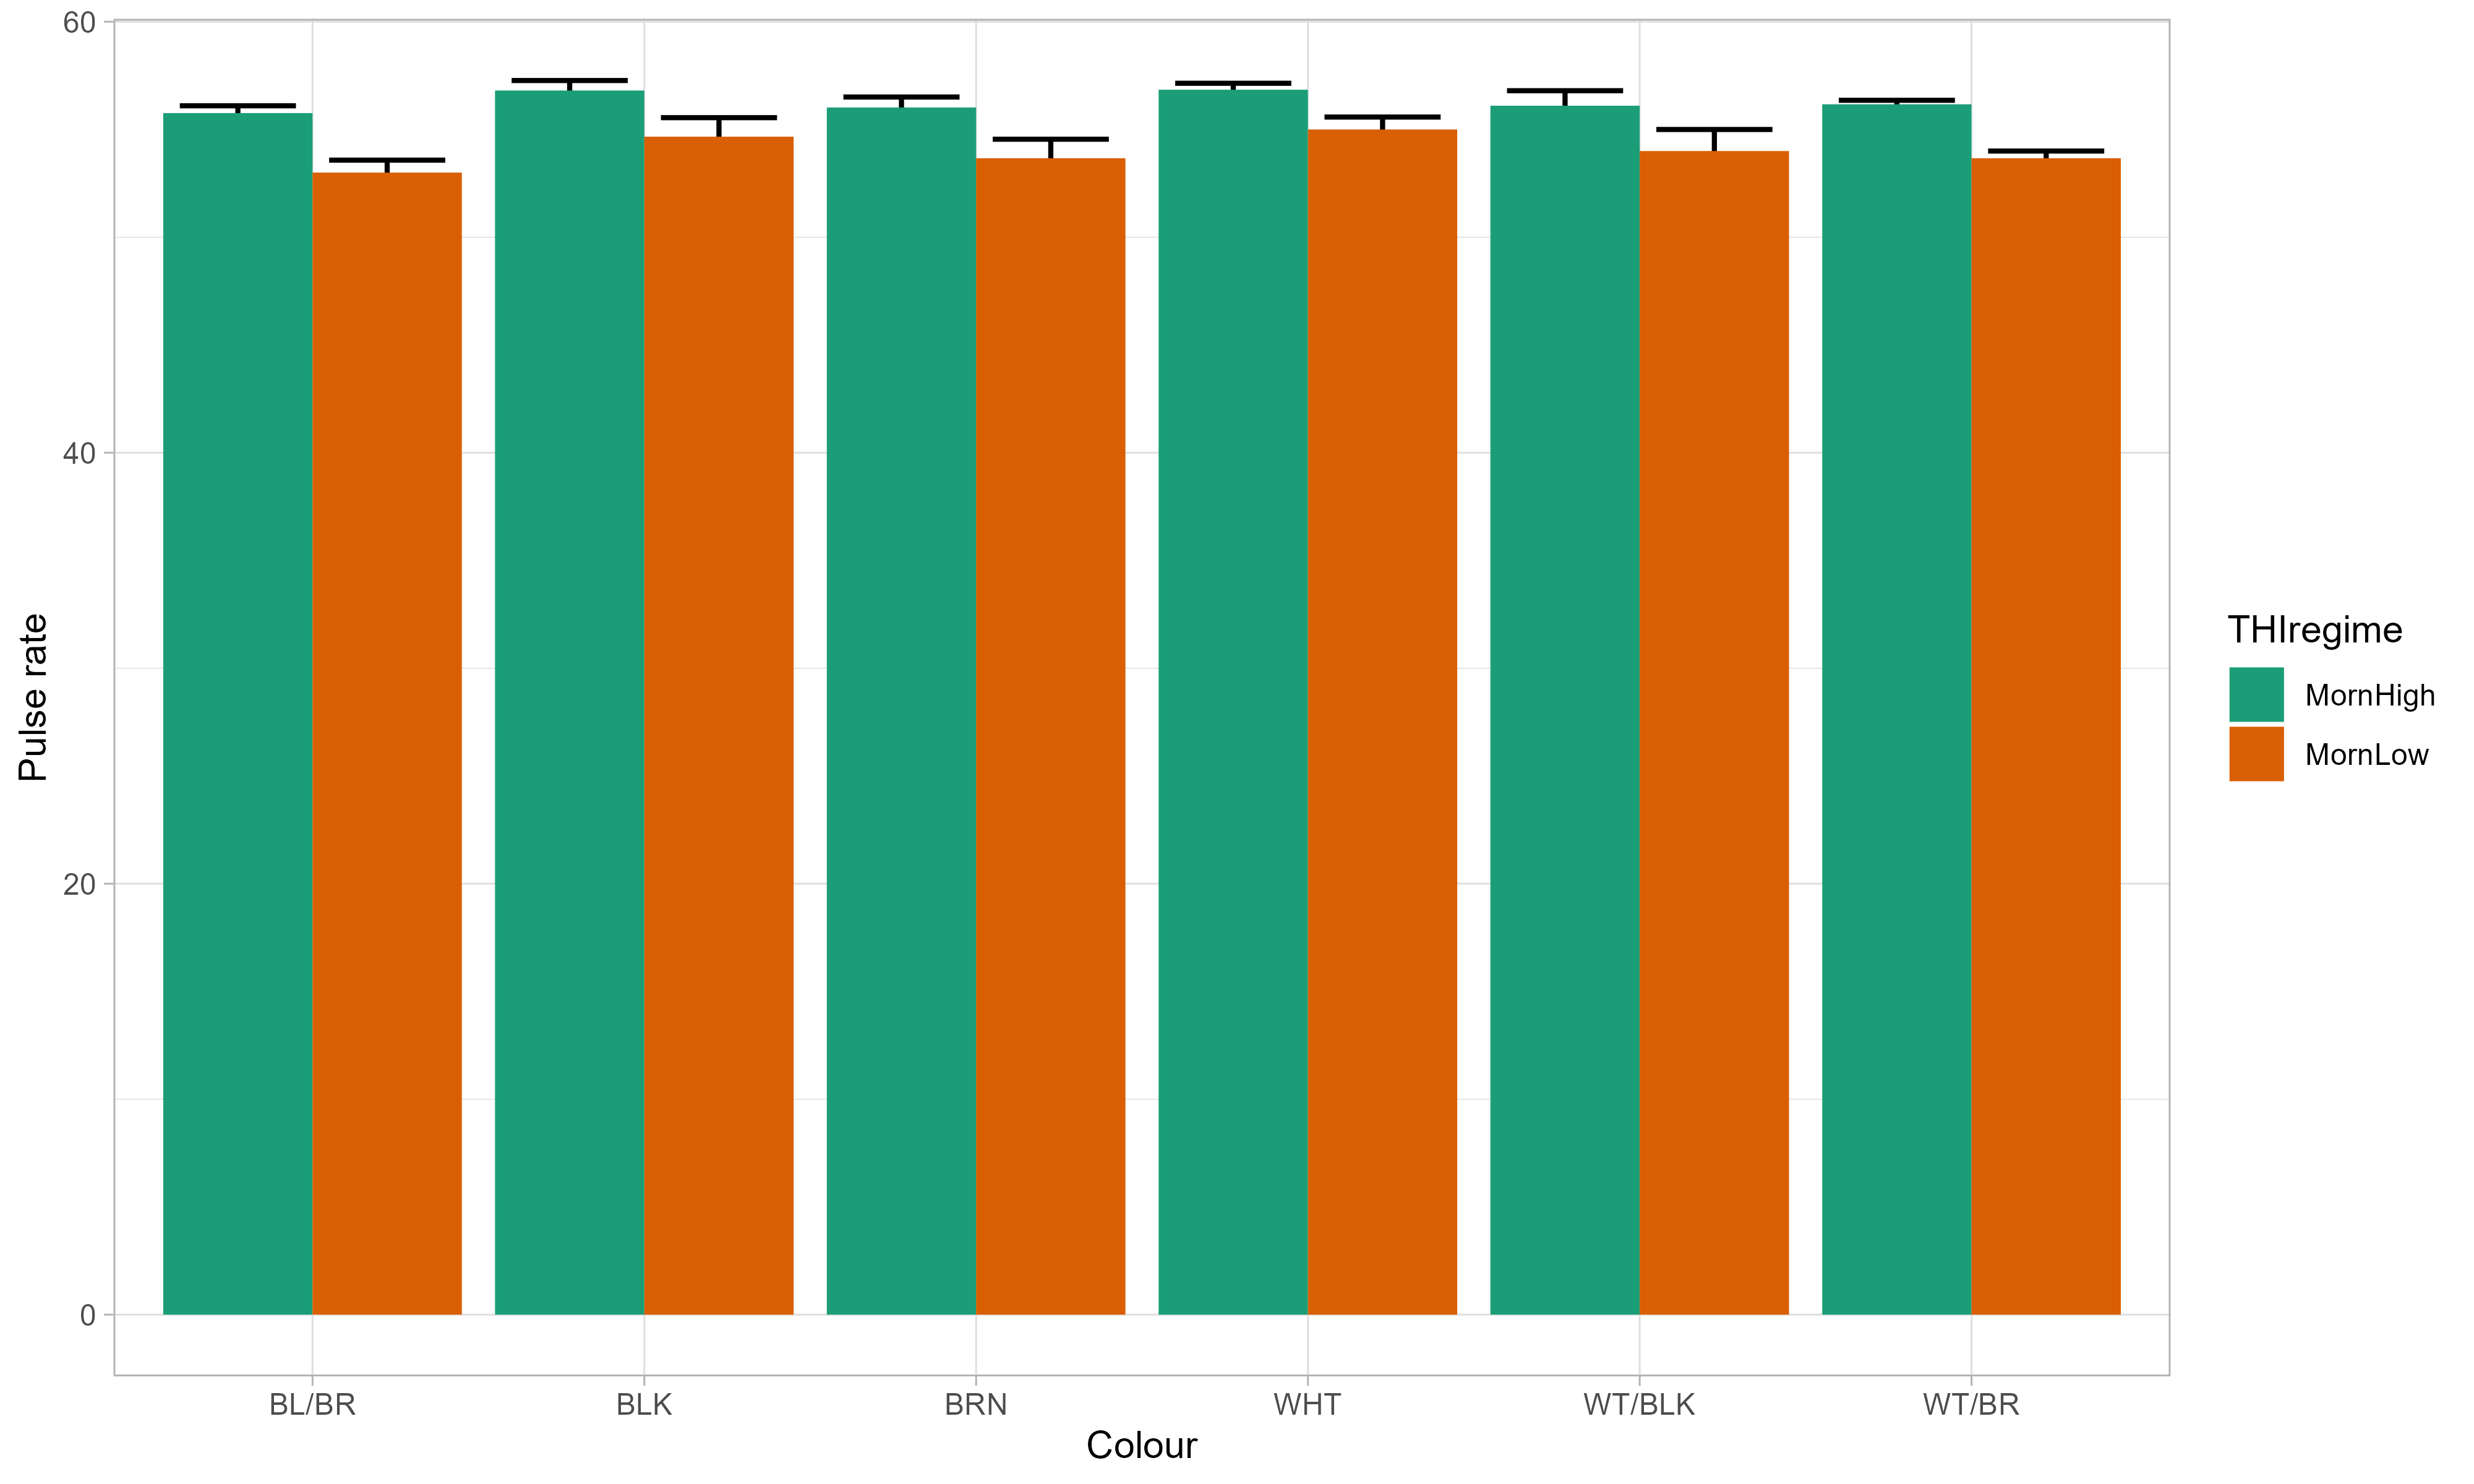 60
40
20
0
Pulse rate
BL/BR BLK BRN WHT WT/BLK WT/BR
Colour
THIregime
MornHigh
MornLow